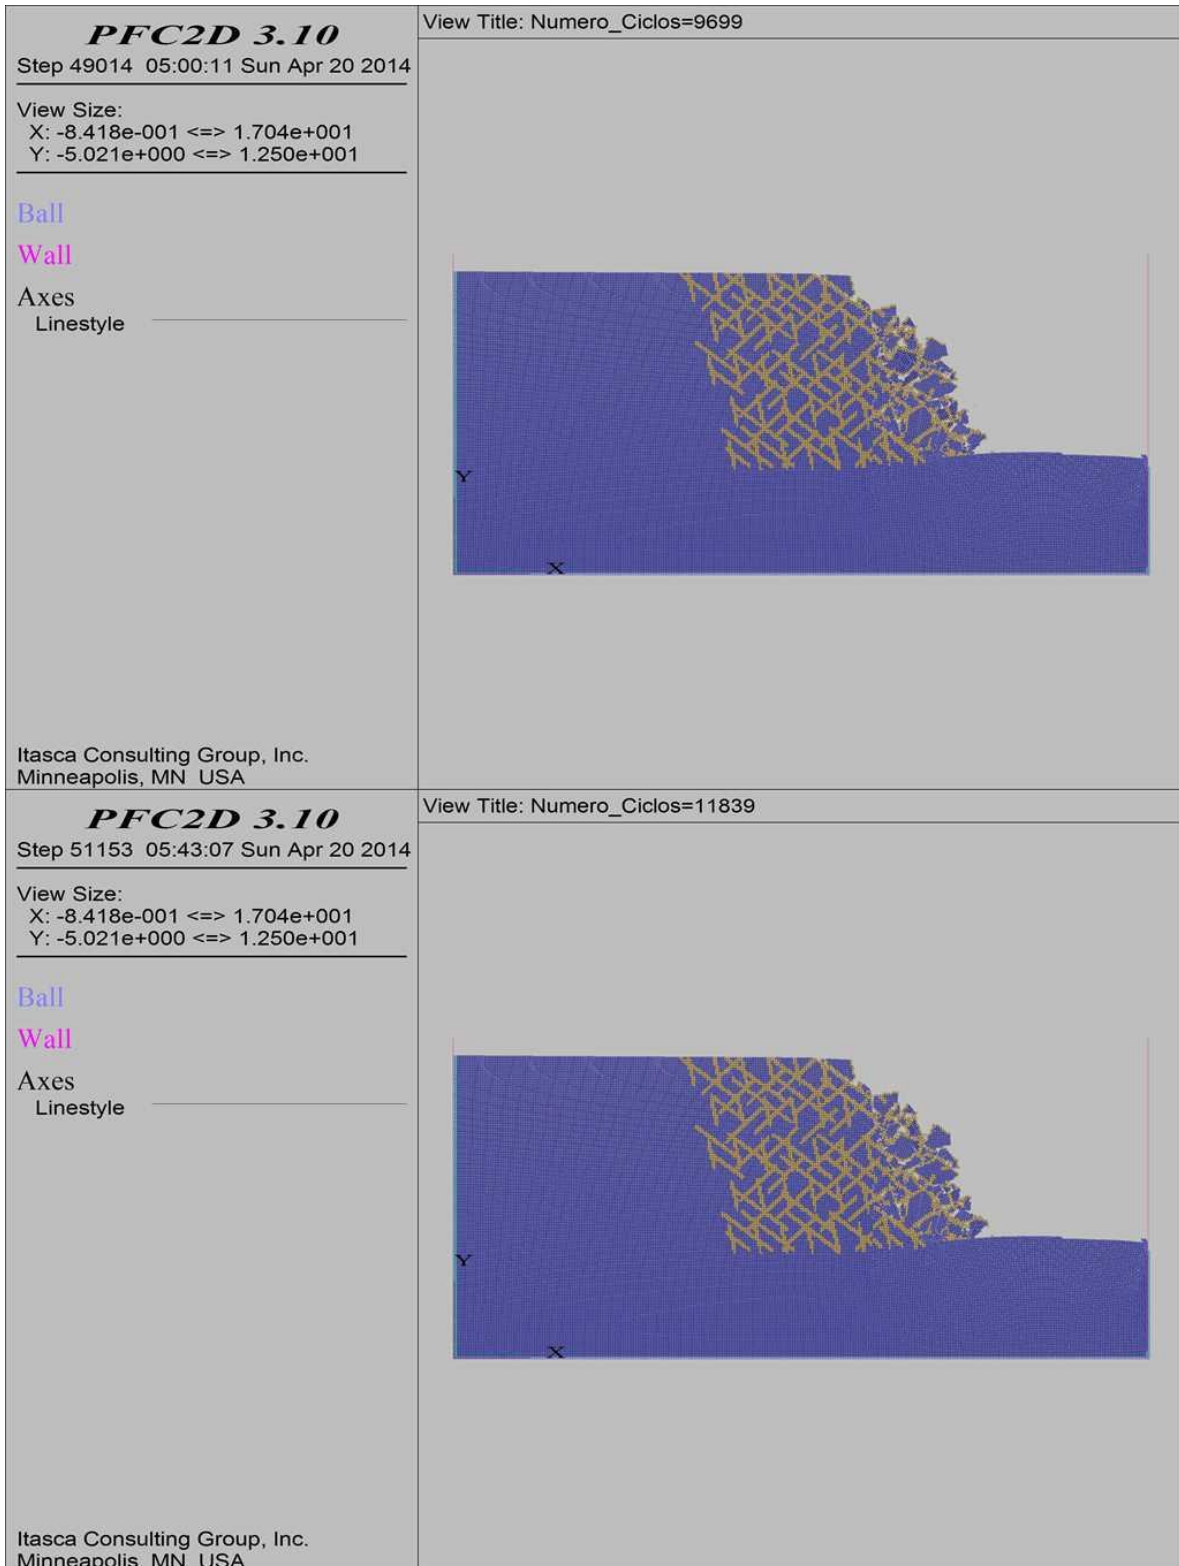 PFC2D 3.10
Step 49014 05:00:11 Sun Apr 20 2014
View Size:
X: -8.418e-001 <=> 1.704e+001
Y: -5.021e+000 <=> 1.250e+001
Ball
Wall
Axes
Linestyle
Itasca Consulting Group, Inc.
Minneapolis, MN USA
View Title: Numero_Ciclos=9699
Y
X
PFC2D 3.10
Step 51153 05:43:07 Sun Apr 20 2014
View Size:
X: -8.418e-001 <=> 1.704e+001
Y: -5.021e+000 <=> 1.250e+001
Ball
Wall
Axes
Linestyle
Itasca Consulting Group, Inc.
Minneapolis, MN USA
View Title: Numero_Ciclos=11839
Y
X